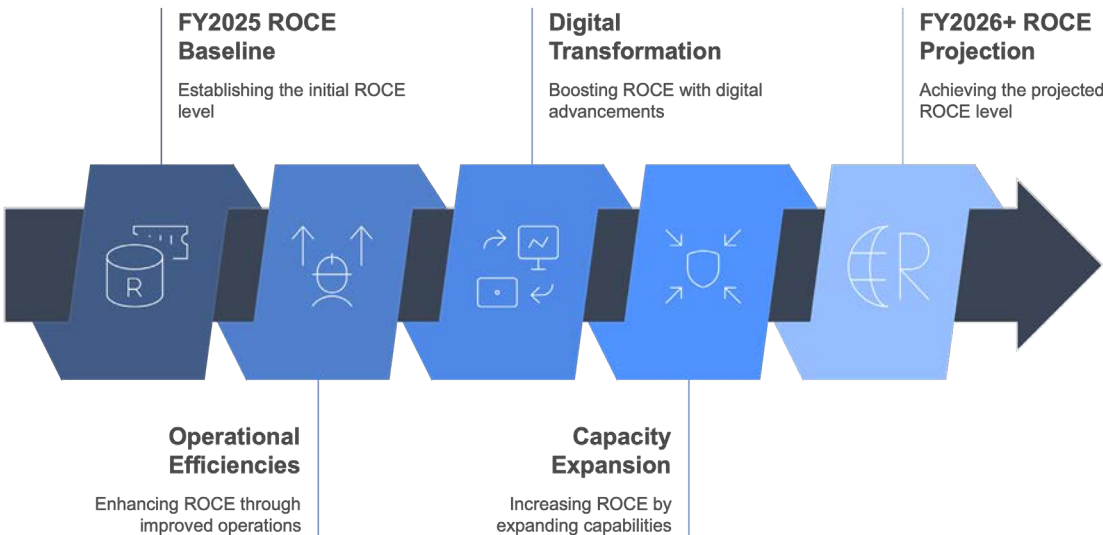 FY2025 ROCE
Baseline
Establishing the initial ROCE
level
Digital
Transformation
Boosting ROCE with digital
advancements
FY2026+ ROCE
Projection
Achieving the projected
ROCE level
R
R
Operational
Efficiencies
Enhancing ROCE through
improved operations
Capacity
Expansion
Increasing ROCE by
expanding capabilities